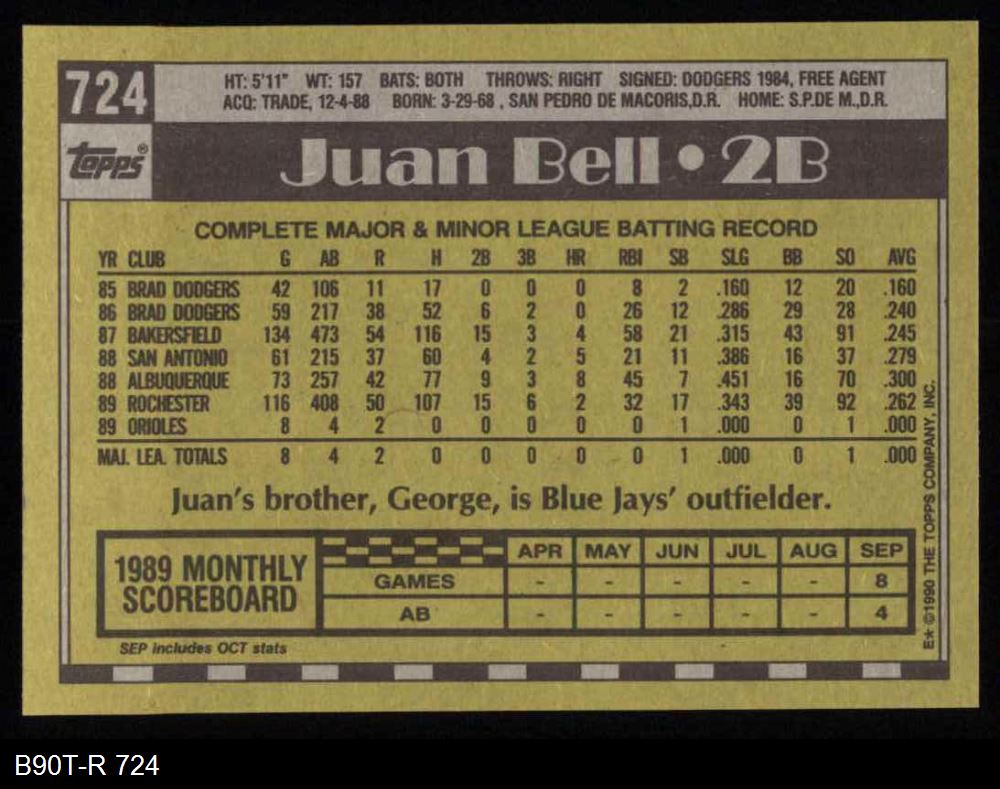 724
HT: 5'11" WT: 157 BATS: BOTH THROWS: RIGHT SIGNED: DODGERS 1984, FREE AGENT
ACQ: TRADE, 12-4-88 BORN: 3-29-68 , SAN PEDRO DE MACORIS,D.R. HOME: S.P.DE M.,D.R.
topps®
Juan Bell • 2B
COMPLETE MAJOR & MINOR LEAGUE BATTING RECORD
YR CLUB G AB R H 2B 3B HR RBI SB SLG BB SO AVG
85 BRAD DODGERS 42 106 11 17 0 0 0 8 2 .160 12 20 .160
86 BRAD DODGERS 59 217 38 52 6 2 0 26 12 .286 29 28 .240
87 BAKERSFIELD 134 473 54 116 15 3 4 58 21 .315 43 91 .245
88 SAN ANTONIO 61 215 37 60 4 2 5 21 11 .386 16 37 .279
88 ALBUQUERQUE 73 257 42 77 9 3 8 45 7 .451 16 70 .300
89 ROCHESTER 116 408 50 107 15 6 2 32 17 .343 39 92 .262
89 ORIOLES 8 4 2 0 0 0 0 0 1 .000 0 1 .000
MAJ. LEA. TOTALS 8 4 2 0 0 0 0 0 1 .000 0 1 .000
Juan's brother, George, is Blue Jays' outfielder.
1989 MONTHLY
SCOREBOARD
APR MAY JUN JUL AUG SEP
GAMES - - - - - 8
AB - - - - - 4
SEP includes OCT stats
E★ ©1990 THE TOPPS COMPANY, INC.
B90T-R 724